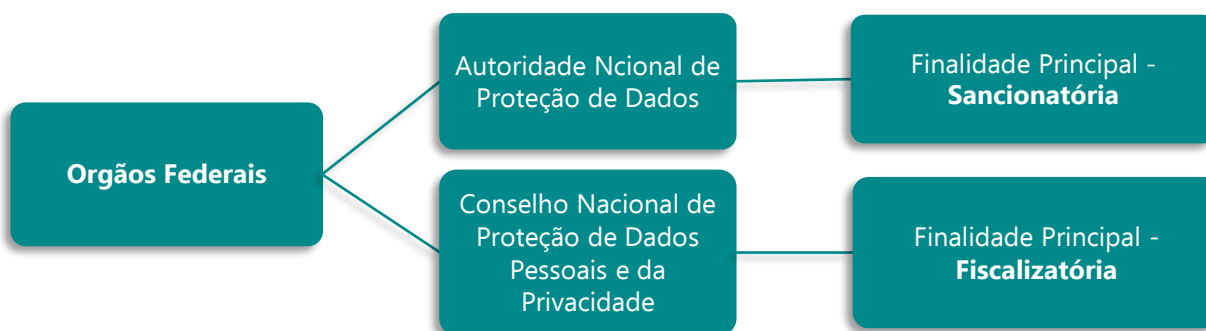 Orgãos Federais
Autoridade Ncional de
Proteção de Dados
Finalidade Principal -
Sancionatória
Conselho Nacional de
Proteção de Dados
Pessoais e da
Privacidade
Finalidade Principal -
Fiscalizatória